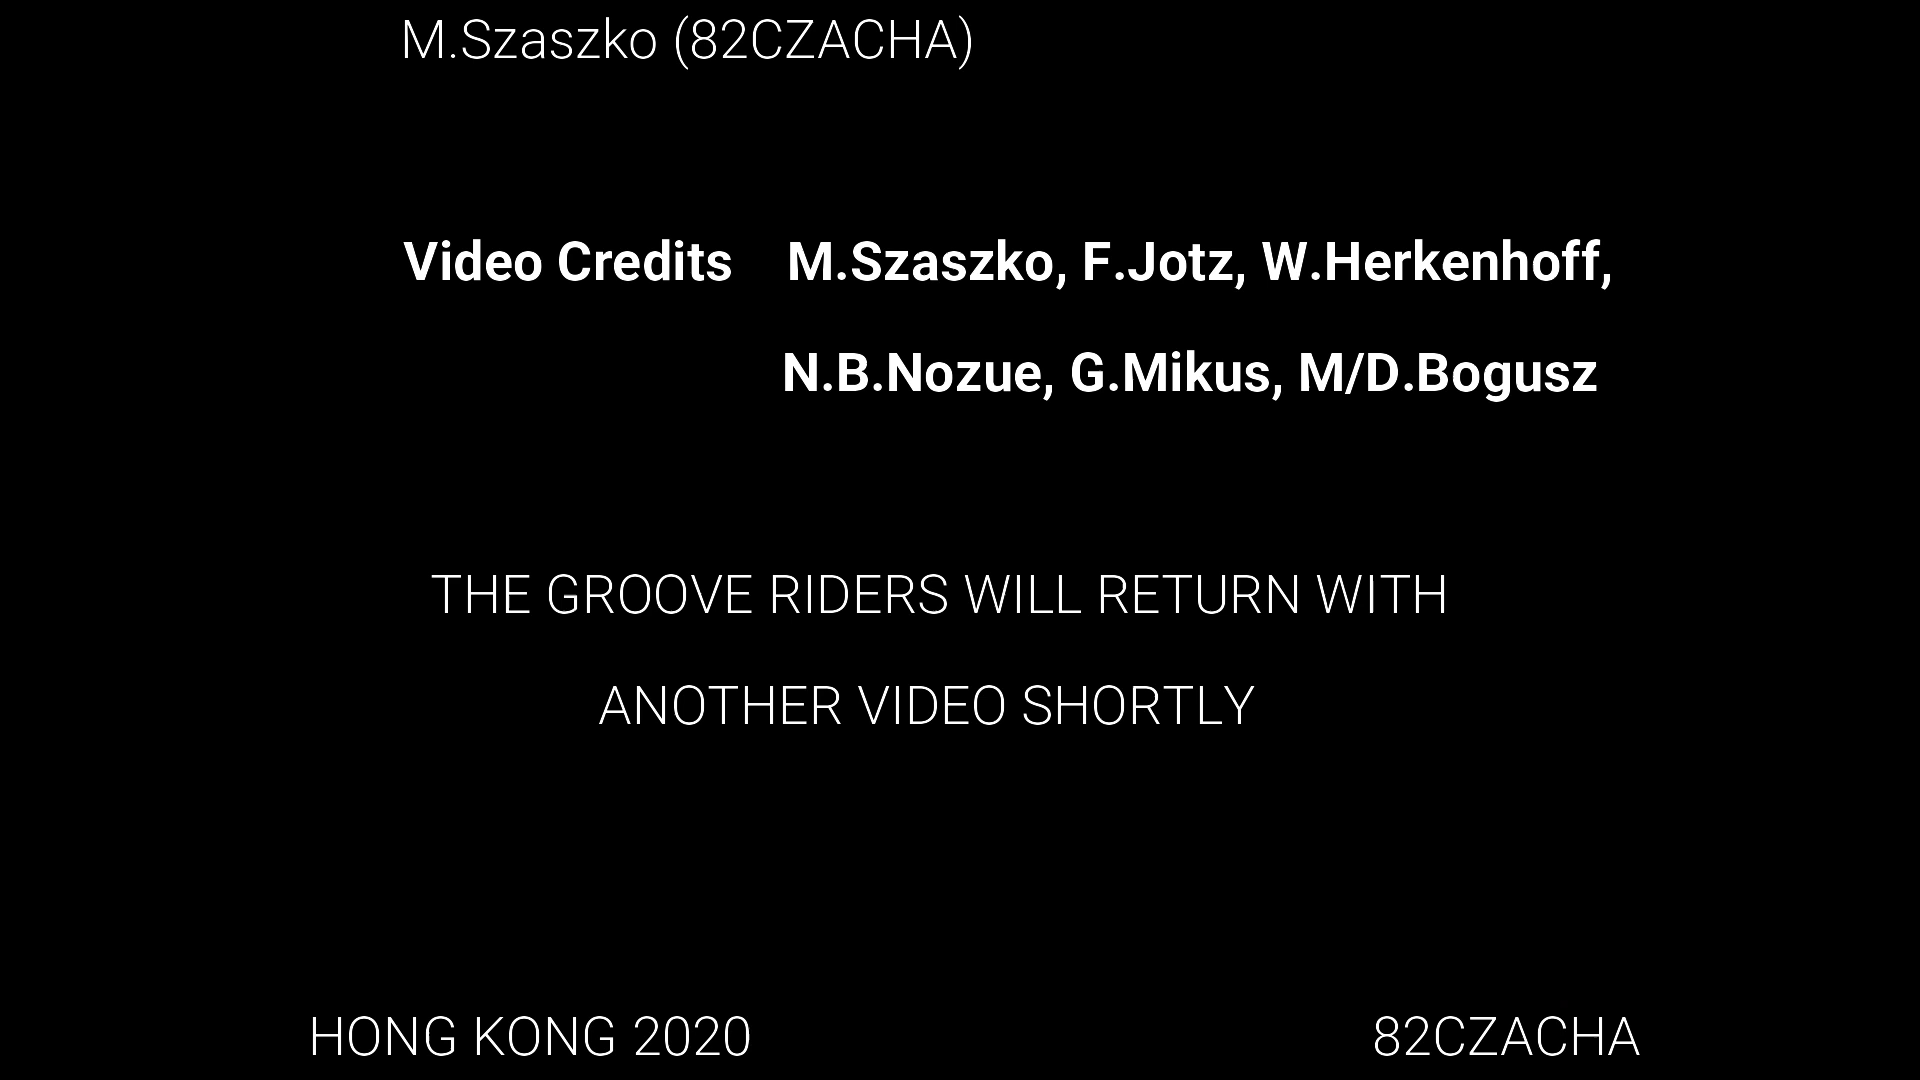 M.Szaszko (82CZACHA)
Video Credits M.Szaszko, F.Jotz, W.Herkenhoff,
N.B.Nozue, G.Mikus, M/D.Bogusz
THE GROOVE RIDERS WILL RETURN WITH
ANOTHER VIDEO SHORTLY
HONG KONG 2020 82CZACHA